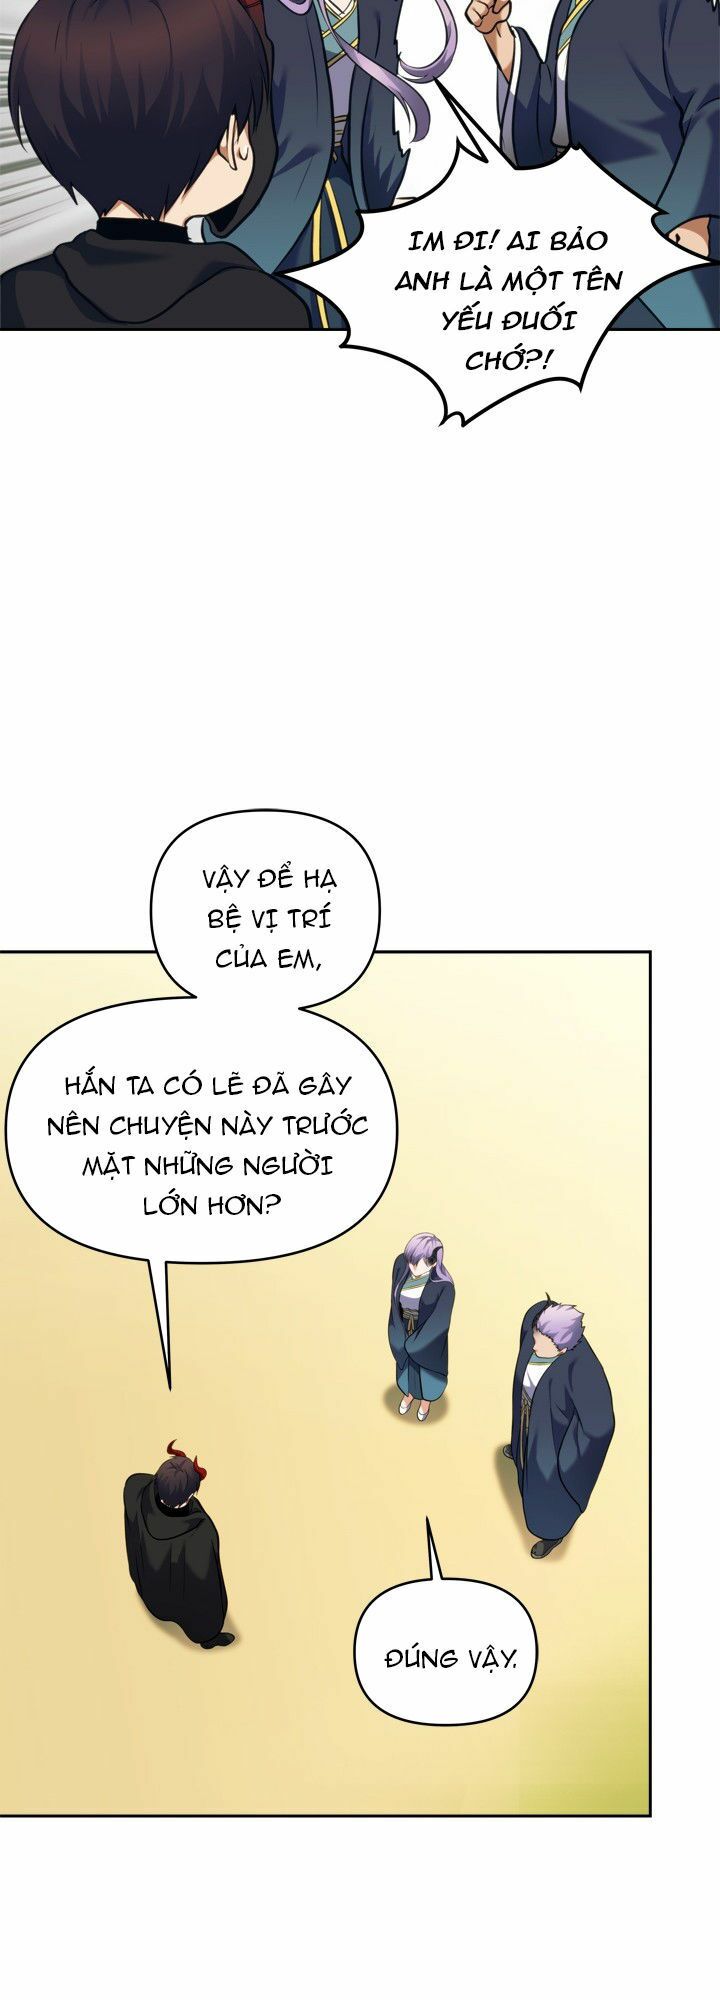 IM ĐI! AI BẢO
ANH LÀ MỘT TÊN
YẾU ĐUỐI
CHỚ?!
VẬY ĐỂ HẠ
BỆ VỊ TRÍ
CỦA EM,
HẮN TA CÓ LẼ ĐÃ GÂY
NÊN CHUYỆN NÀY TRƯỚC
MẶT NHỮNG NGƯỜI
LỚN HƠN?
ĐÚNG VẬY.